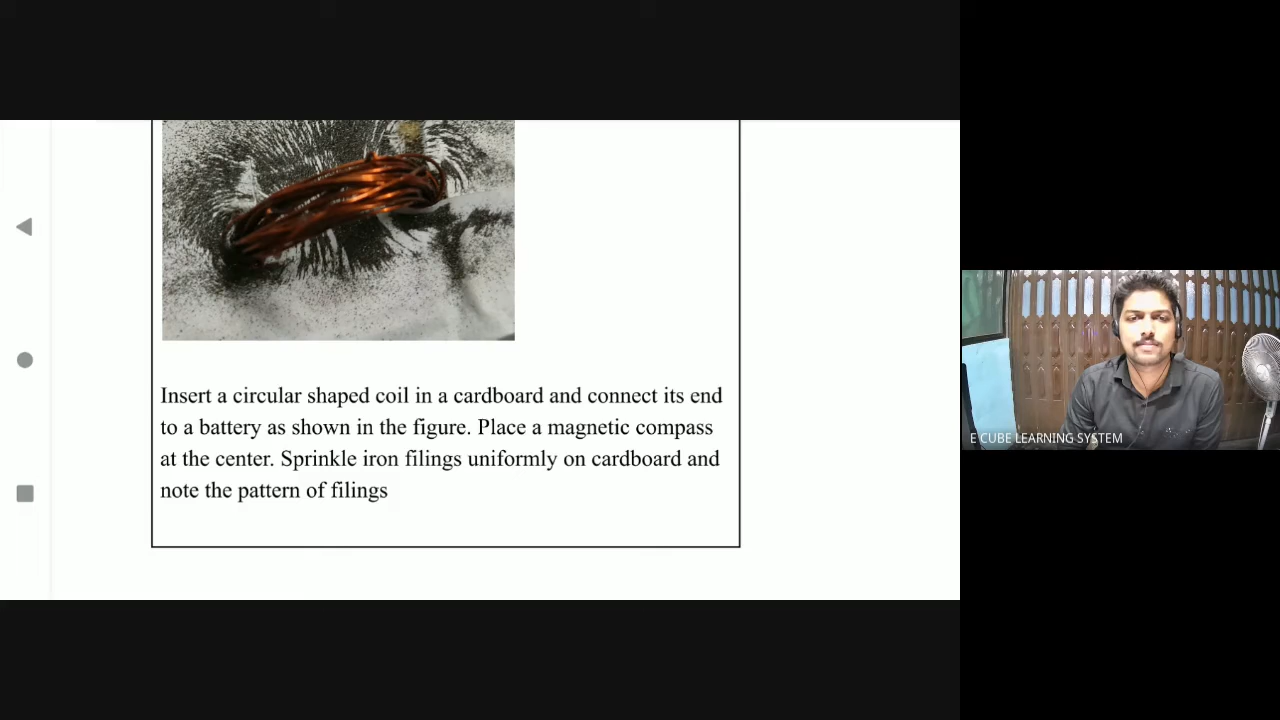 Insert a circular shaped coil in a cardboard and connect its end
to a battery as shown in the figure. Place a magnetic compass
at the center. Sprinkle iron filings uniformly on cardboard and
note the pattern of filings
E CUBE LEARNING SYSTEM